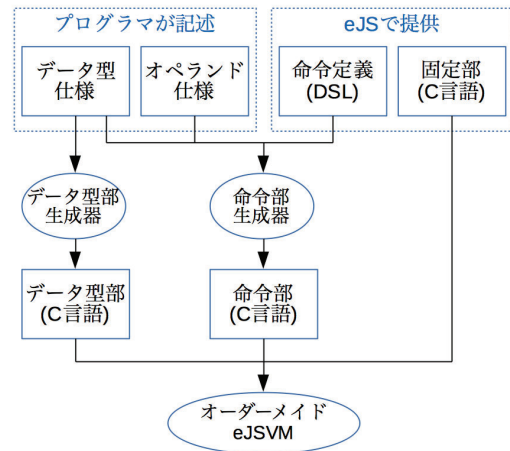 プログラマが記述
eJSで提供
データ型
仕様
オペランド
仕様
命令定義
(DSL)
固定部
(C言語)
データ型部
生成器
命令部
生成器
データ型部
(C言語)
命令部
(C言語)
オーダーメイド
eJSVM